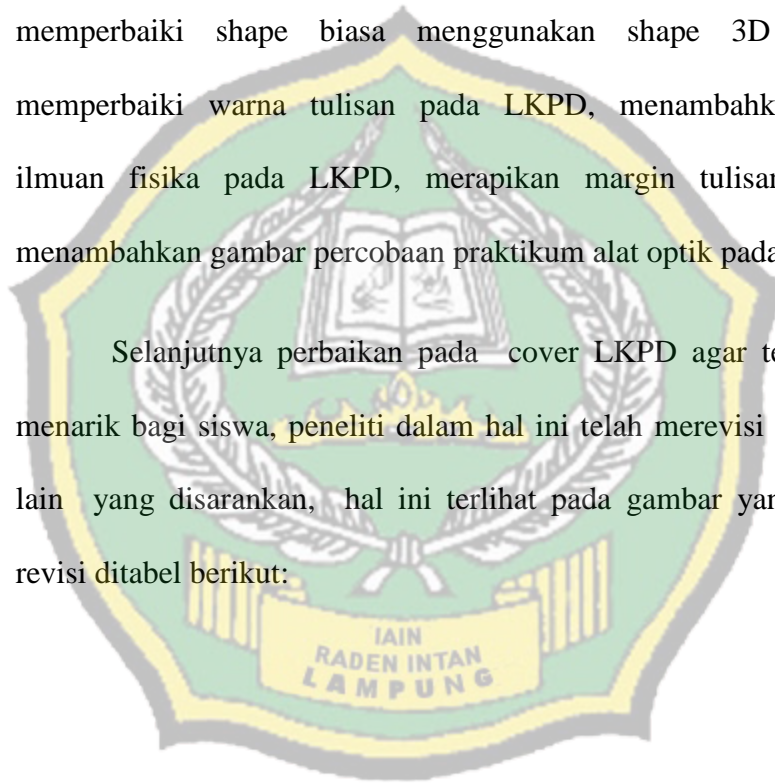 memperbaiki shape biasa menggunakan shape 3D
memperbaiki warna tulisan pada LKPD, menambahk
ilmuan fisika pada LKPD, merapikan margin tulisan
menambahkan gambar percobaan praktikum alat optik pada
Selanjutnya perbaikan pada cover LKPD agar te
menarik bagi siswa, peneliti dalam hal ini telah merevisi
lain yang disarankan, hal ini terlihat pada gambar yan
revisi ditabel berikut:
IAIN
RADEN INTAN
LAMPUNG